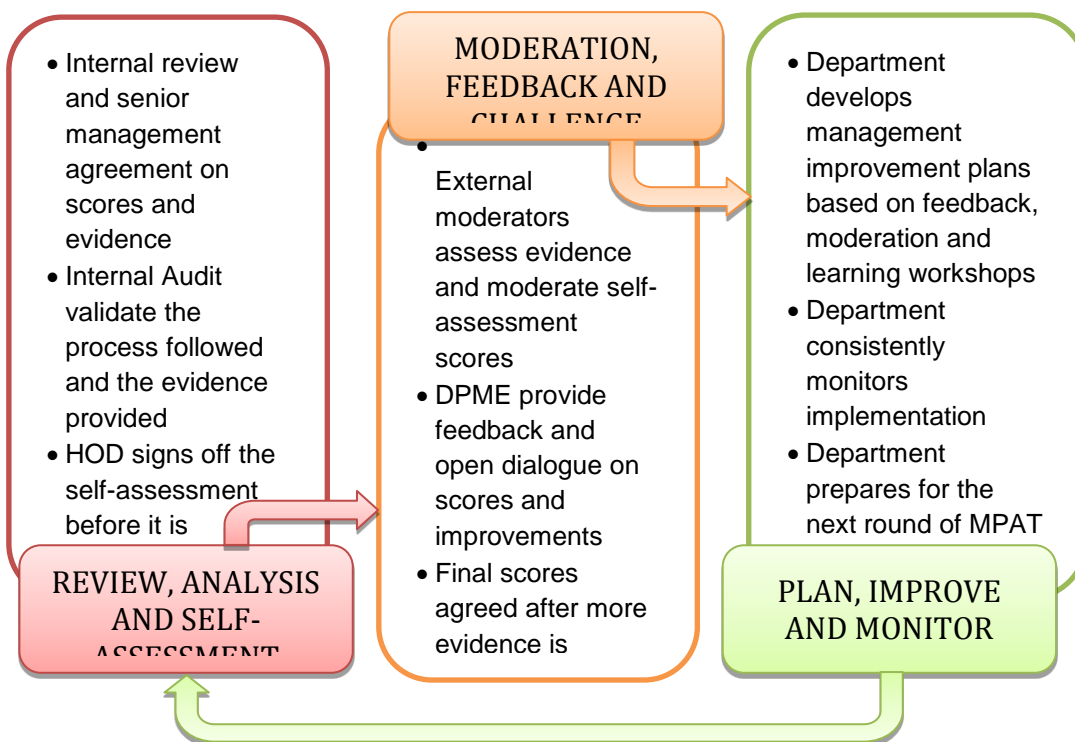 • Internal review
and senior
management
agreement on
scores and
evidence
• Internal Audit
validate the
process followed
and the evidence
provided
• HOD signs off the
self-assessment
before it is
REVIEW, ANALYSIS
AND SELF-
ASSESSMENT
MODERATION,
FEEDBACK AND
CHALLENGE
•
External
moderators
assess evidence
and moderate self-
assessment
scores
• DPME provide
feedback and
open dialogue on
scores and
improvements
• Final scores
agreed after more
evidence is
• Department
develops
management
improvement plans
based on feedback,
moderation and
learning workshops
• Department
consistently
monitors
implementation
• Department
prepares for the
next round of MPAT
PLAN, IMPROVE
AND MONITOR